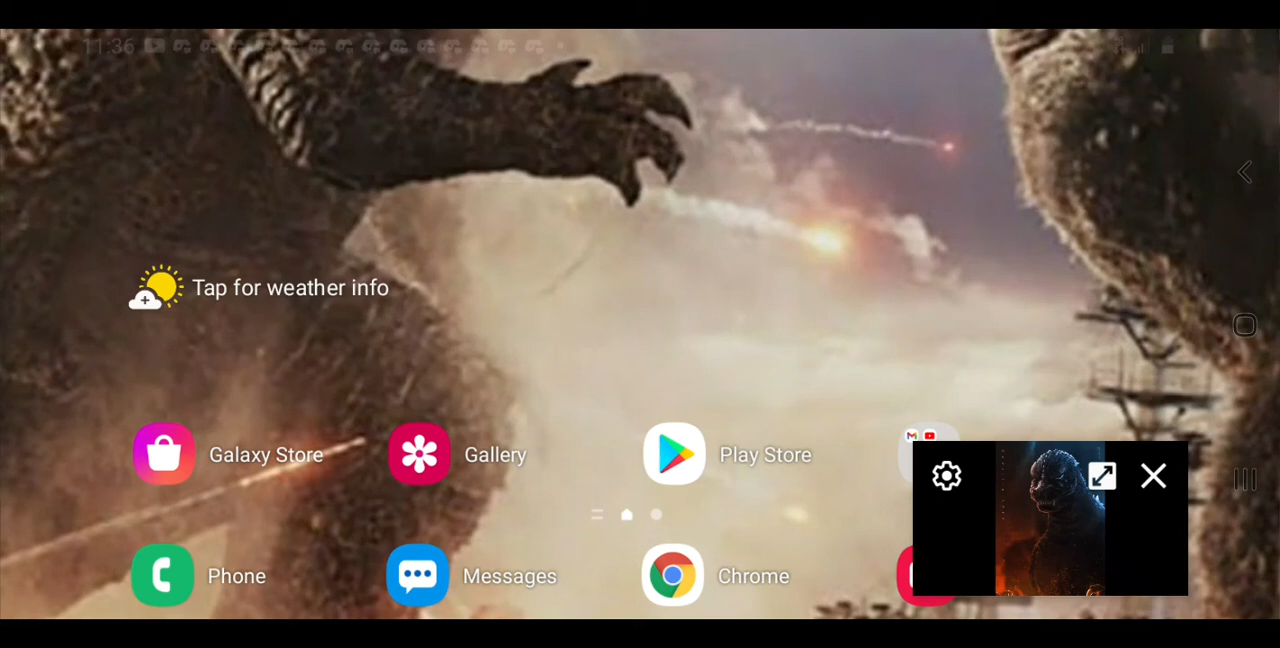 11:36
Tap for weather info
Galaxy Store
Gallery
Play Store
Phone
Messages
Chrome